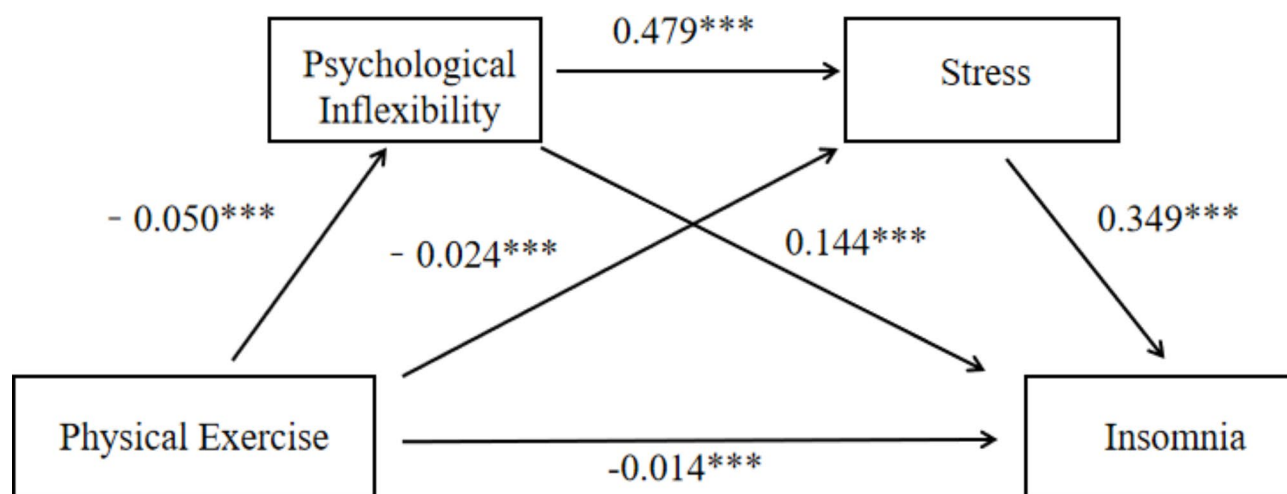 0.479***
Psychological
Inflexibility
Stress
- 0.050***
- 0.024***
0.144***
0.349***
Physical Exercise
-0.014***
Insomnia